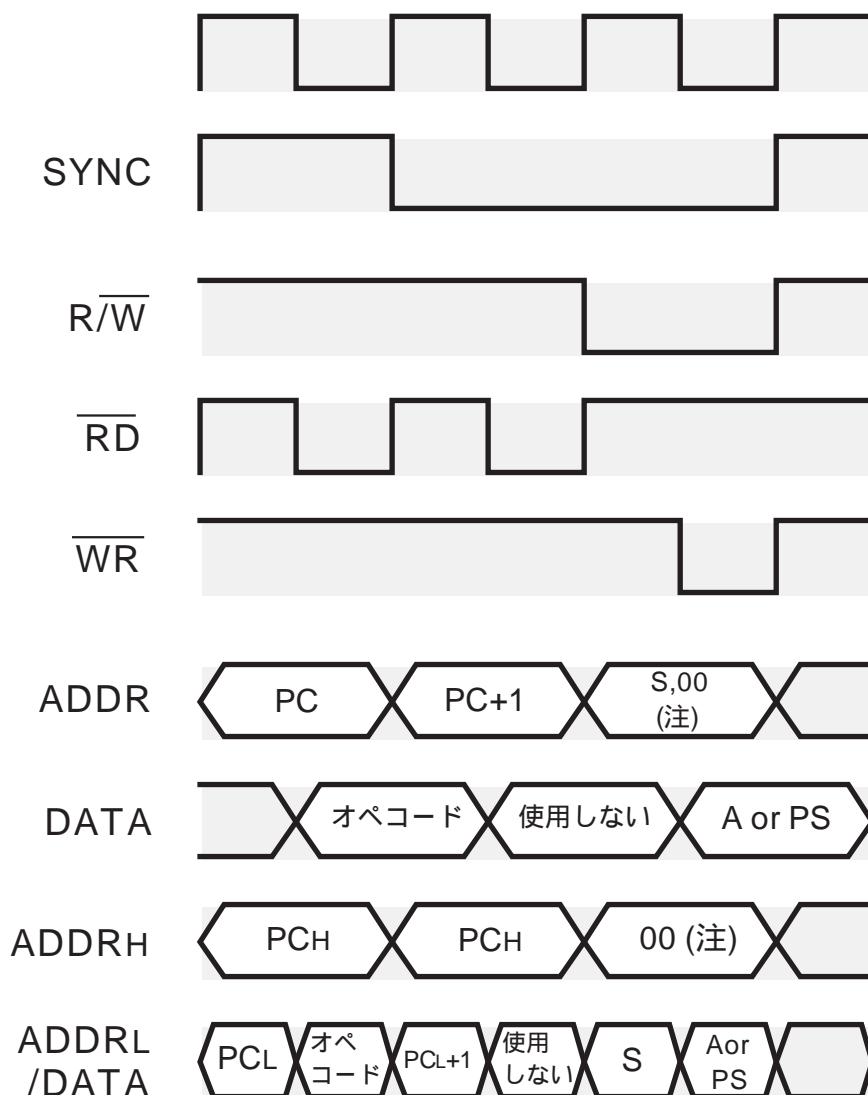 SYNC
R/W
RD
WR
ADDR
PC
PC+1
S,00
(注)
DATA
オペコード
使用しない
A or PS
ADDRH
PCH
PCH
00 (注)
ADDRL
/DATA
PCL
オペ
コード
PCL+1
使用
しない
S
Aor
PS